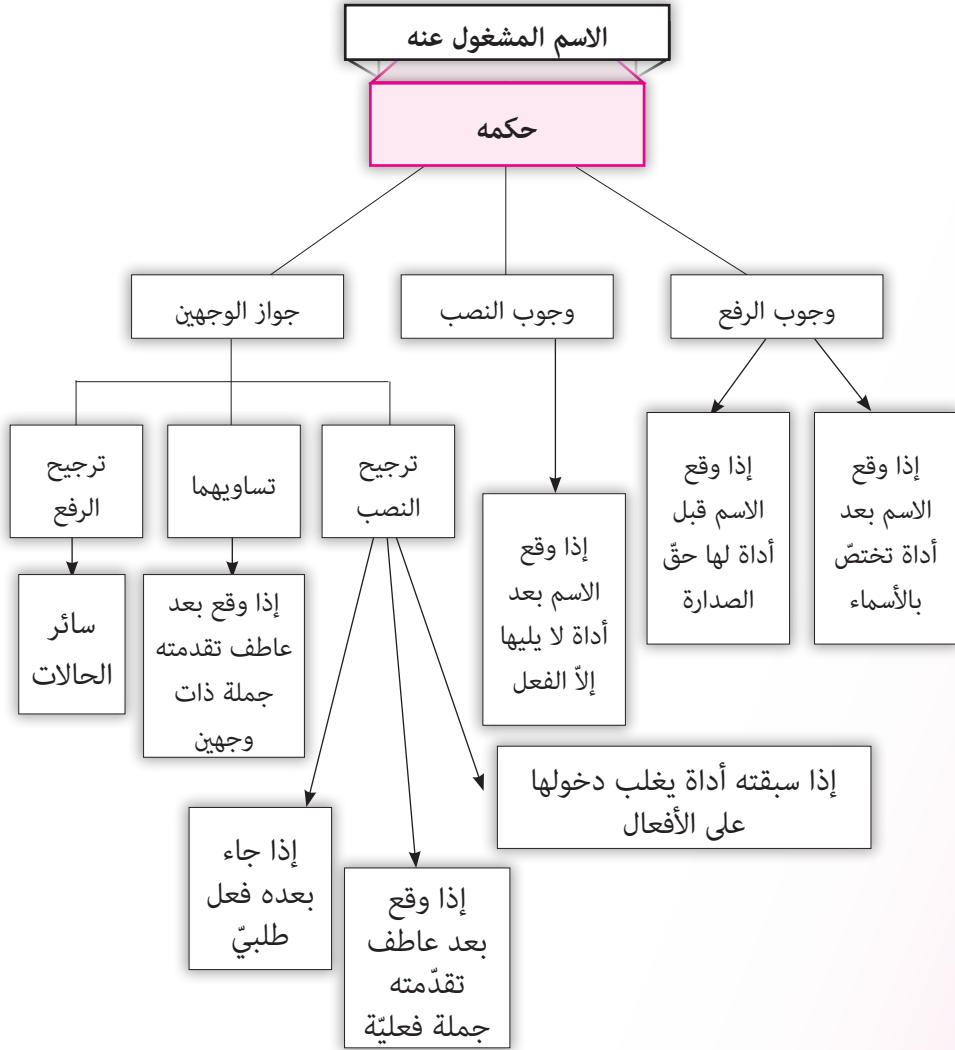 الاسم المشغول عنه
حكمه
وجوب الرفع
وجوب النصب
جواز الوجهين
إذا وقع
الاسم بعد
أداة تختصّ
بالأسماء
إذا وقع
الاسم قبل
أداة لها حقّ
الصدارة
إذا وقع
الاسم بعد
أداة لا يليها
إلاّ الفعل
ترجيح
النصب
تساويهما
ترجيح
الرفع
إذا سبقته أداة يغلب دخولها
على الأفعال
إذا وقع
بعد عاطف
تقدّمته
جملة فعليّة
إذا جاء
بعده فعل
طلبيّ
إذا وقع بعد
عاطف تقدمته
جملة ذات
وجهين
سائر
الحالات